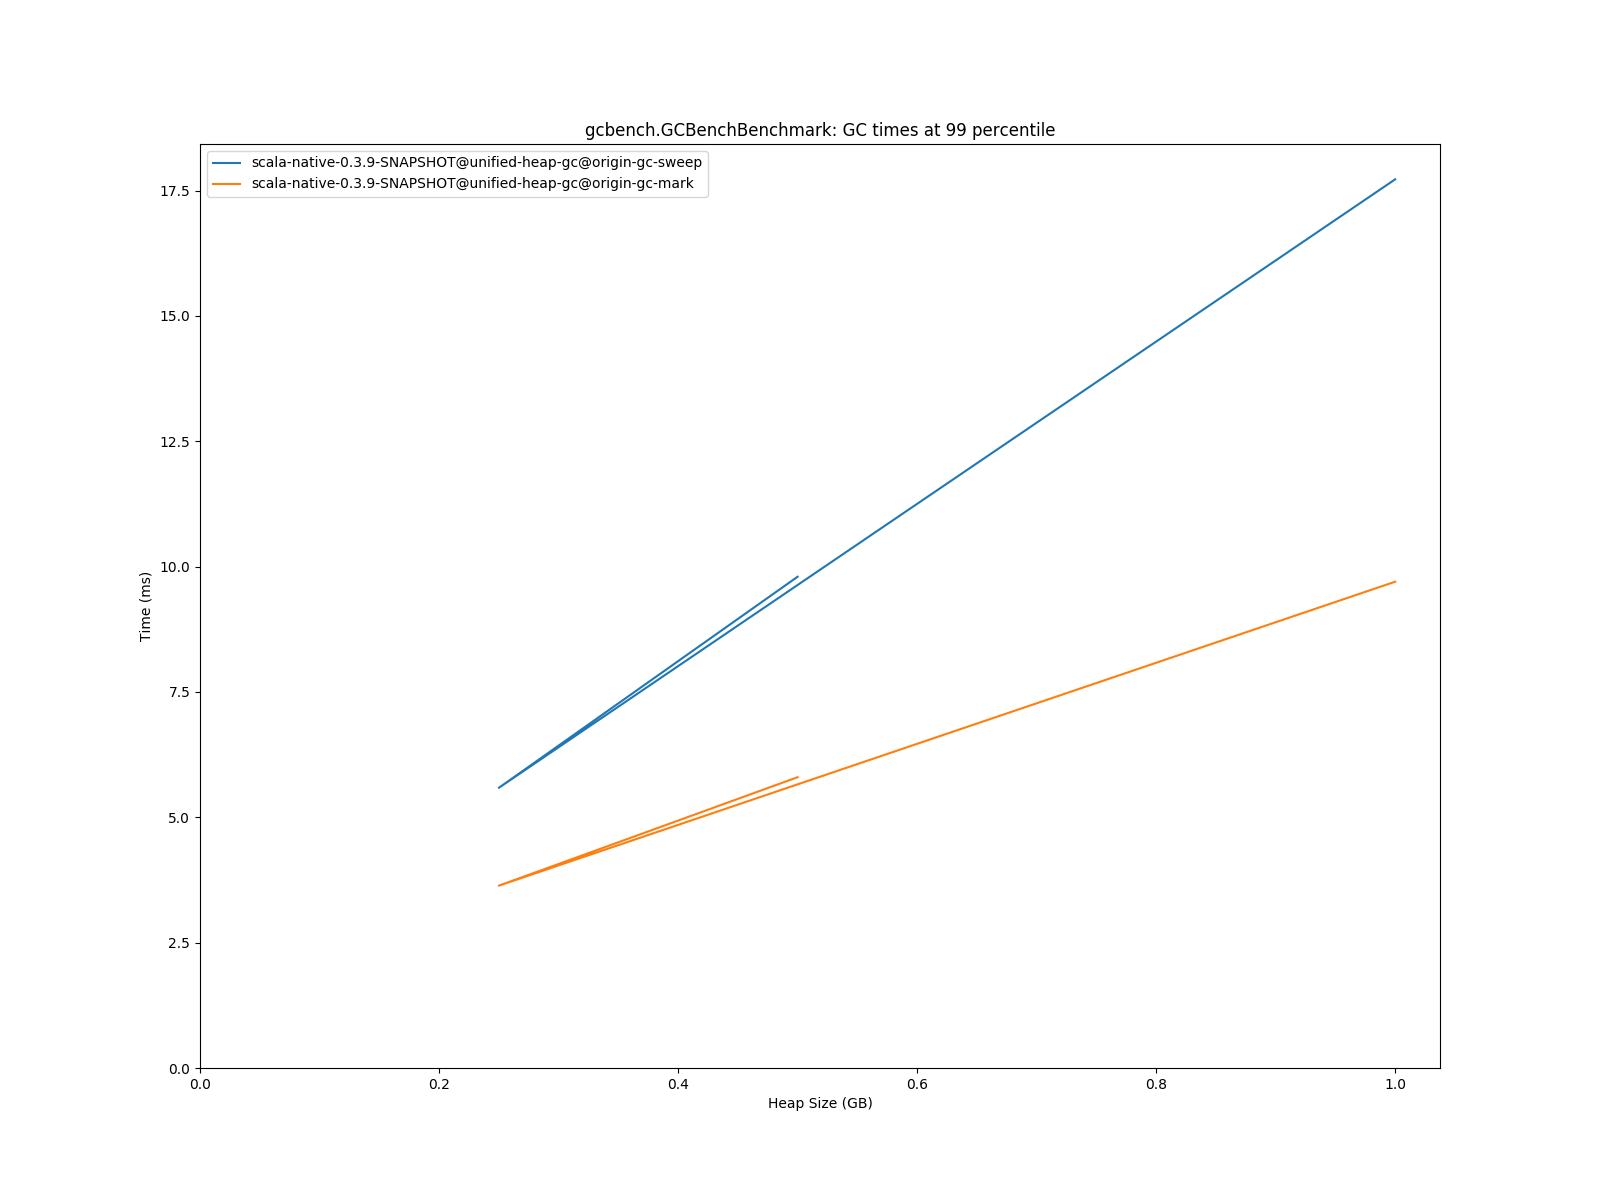 gcbench.GCBenchBenchmark: GC times at 99 percentile
scala-native-0.3.9-SNAPSHOT@unified-heap-gc@origin-gc-sweep
scala-native-0.3.9-SNAPSHOT@unified-heap-gc@origin-gc-mark
17.5
15.0
12.5
10.0
7.5
5.0
2.5
0.0
Time (ms)
0.0 0.2 0.4 0.6 0.8 1.0
Heap Size (GB)